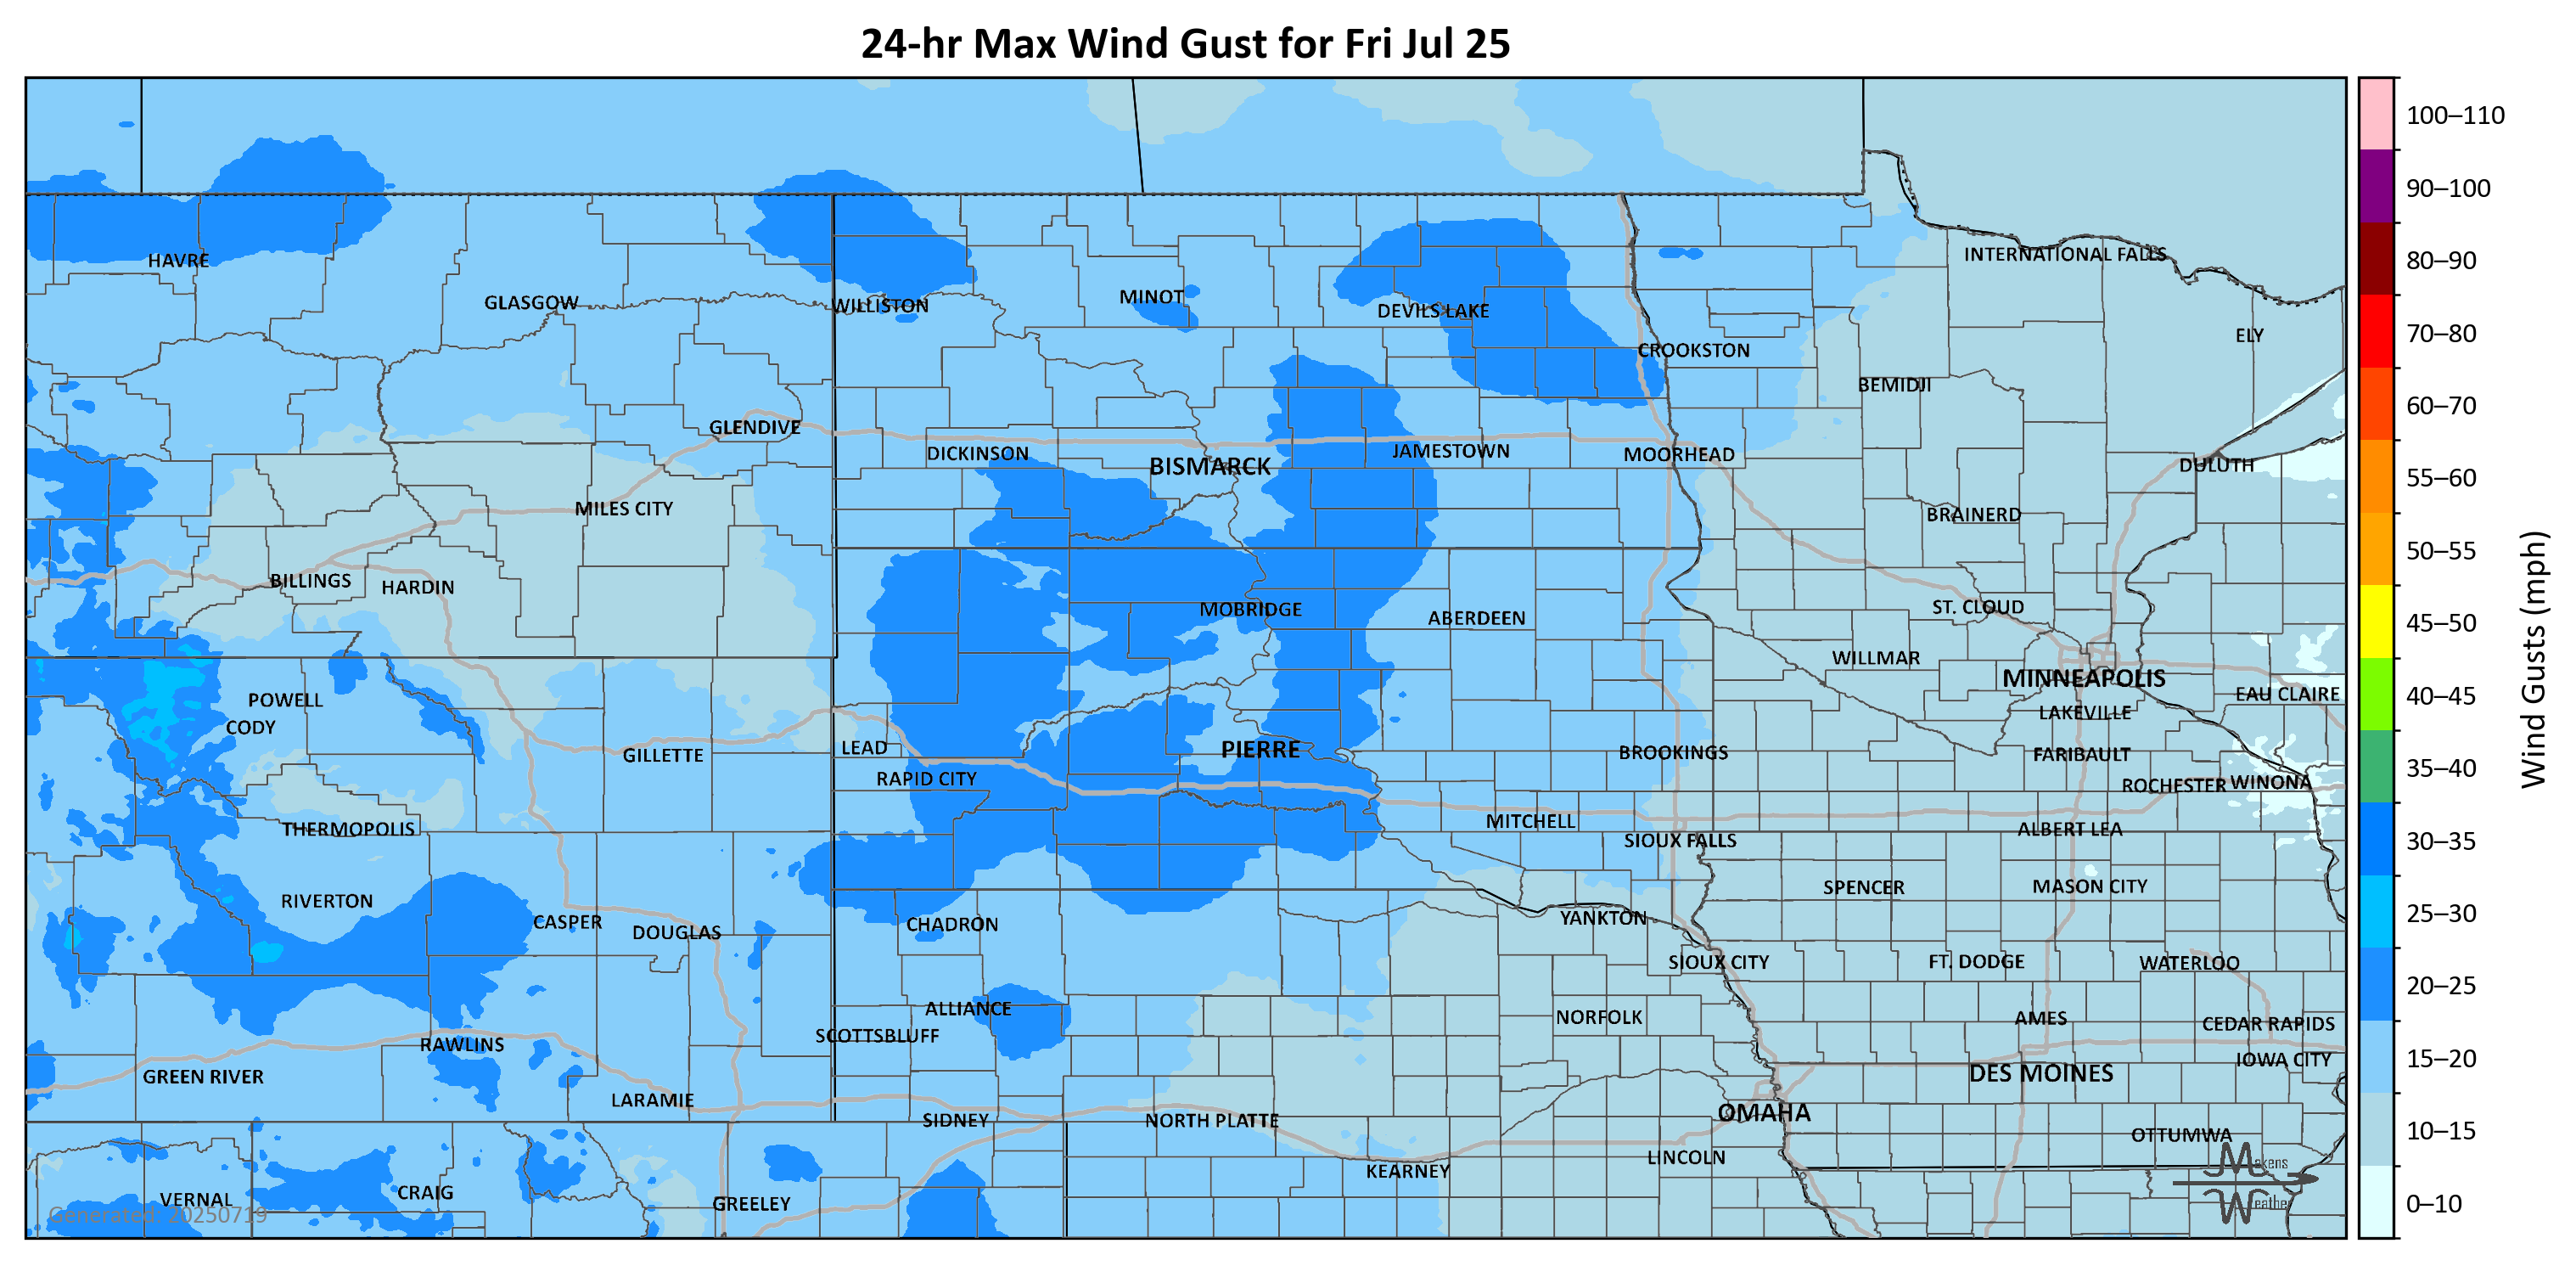 24-hr Max Wind Gust for Fri Jul 25
100–110
90–100
80–90
70–80
60–70
55–60
50–55
45–50
40–45
35–40
30–35
25–30
20–25
15–20
10–15
0–10
Wind Gusts (mph)
HAVRE
GLASGOW
WILLISTON
MINOT
DEVILS LAKE
CROOKSTON
INTERNATIONAL FALLS
ELY
BEMIDJI
GLENDIVE
DICKINSON
BISMARCK
JAMESTOWN
MOORHEAD
DULUTH
MILES CITY
BRAINERD
BILLINGS
HARDIN
MOBRIDGE
ABERDEEN
ST. CLOUD
WILLMAR
MINNEAPOLIS
EAU CLAIRE
POWELL
CODY
LAKEVILLE
GILLETTE
LEAD
PIERRE
BROOKINGS
FARIBAULT
RAPID CITY
ROCHESTER
WINONA
THERMOPOLIS
MITCHELL
SIOUX FALLS
ALBERT LEA
RIVERTON
SPENCER
MASON CITY
CASPER
DOUGLAS
CHADRON
YANKTON
SIOUX CITY
FT. DODGE
WATERLOO
ALLIANCE
SCOTTSBLUFF
NORFOLK
AMES
CEDAR RAPIDS
RAWLINS
IOWA CITY
GREEN RIVER
DES MOINES
LARAMIE
SIDNEY
NORTH PLATTE
OMAHA
OTTUMWA
LINCOLN
KEARNEY
VERNAL
CRAIG
GREELEY
Makens
Weather
Generated: 20250719